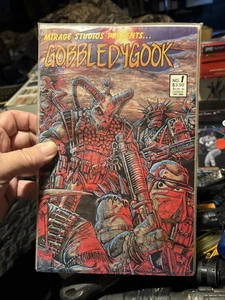 MIRAGE STUDIOS PRESENTS...
GOBBLEDYGOOK
NO. 1
$3.50